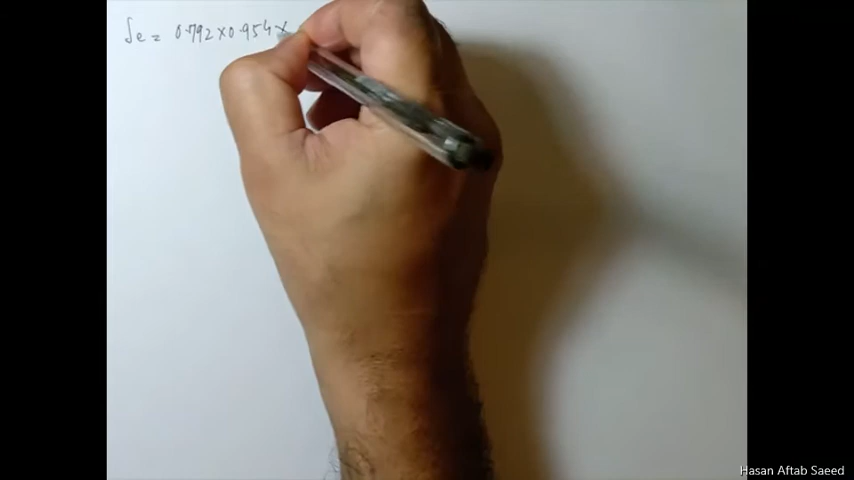 Se = 0.792 x 0.954 x
Hasan Aftab Saeed